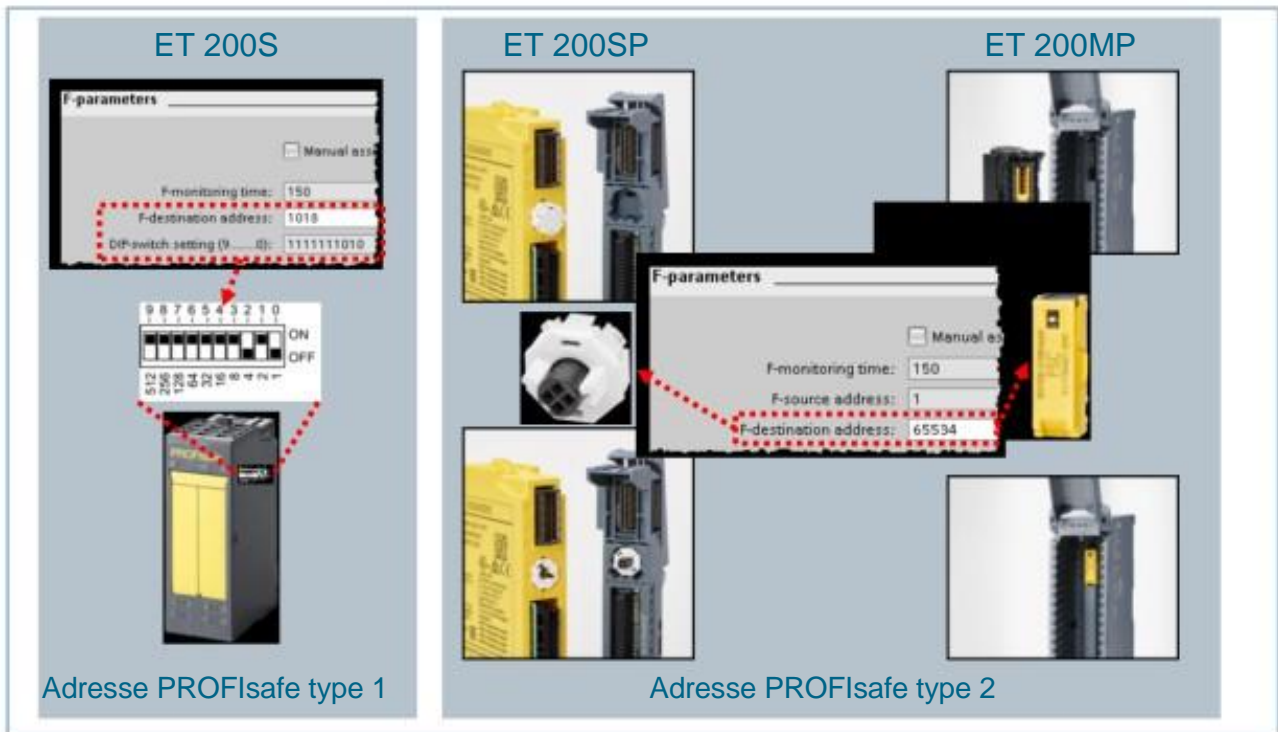 ET 200S
F-parameters
Manual ass
F-monitoring time: 150
F-destination address: 1018
DIP-switch setting (9......0): 1111111010
9 8 7 6 5 4 3 2 1 0
ON
OFF
512 256 128 64 32 16 8 4 2 1
Adresse PROFIsafe type 1
ET 200SP
ET 200MP
F-parameters
Manual as
F-monitoring time: 150
F-source address: 1
F-destination address: 65534
Adresse PROFIsafe type 2